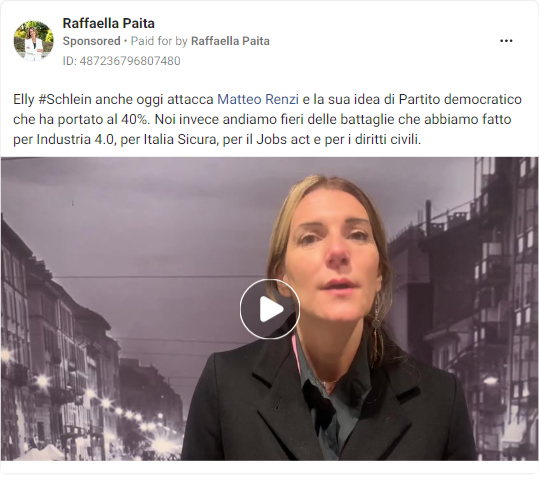 Raffaella Paita
Sponsored • Paid for by Raffaella Paita
ID: 487236796807480
Elly #Schlein anche oggi attacca Matteo Renzi e la sua idea di Partito democratico
che ha portato al 40%. Noi invece andiamo fieri delle battaglie che abbiamo fatto
per Industria 4.0, per Italia Sicura, per il Jobs act e per i diritti civili.